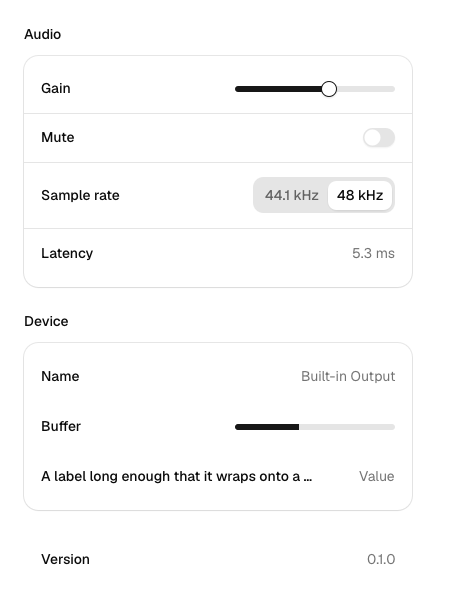 Audio
Gain
Mute
Sample rate 44.1 kHz 48 kHz
Latency 5.3 ms
Device
Name Built-in Output
Buffer
A label long enough that it wraps onto a ... Value
Version 0.1.0